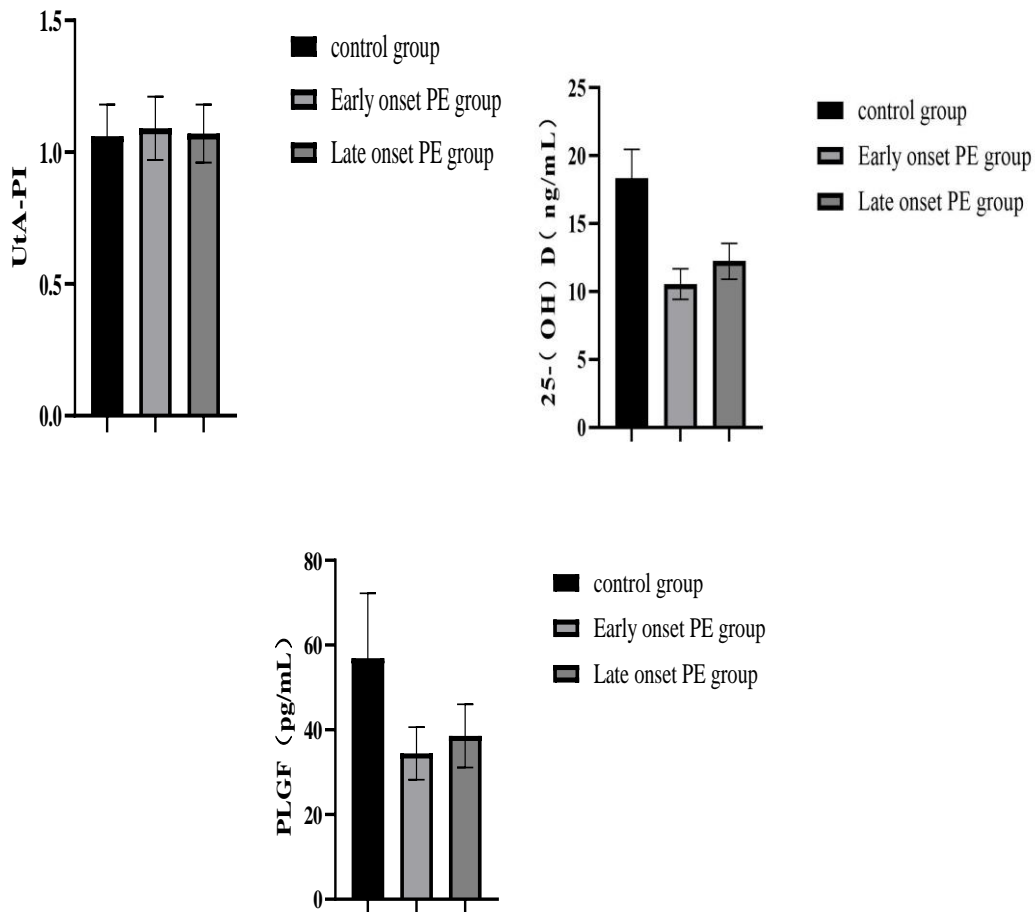 UtA-PI
1.5
1.0
0.5
0.0
control group
Early onset PE group
Late onset PE group
25-（OH）D（ng/mL）
25
20
15
10
5
0
control group
Early onset PE group
Late onset PE group
PLGF（pg/mL）
80
60
40
20
0
control group
Early onset PE group
Late onset PE group